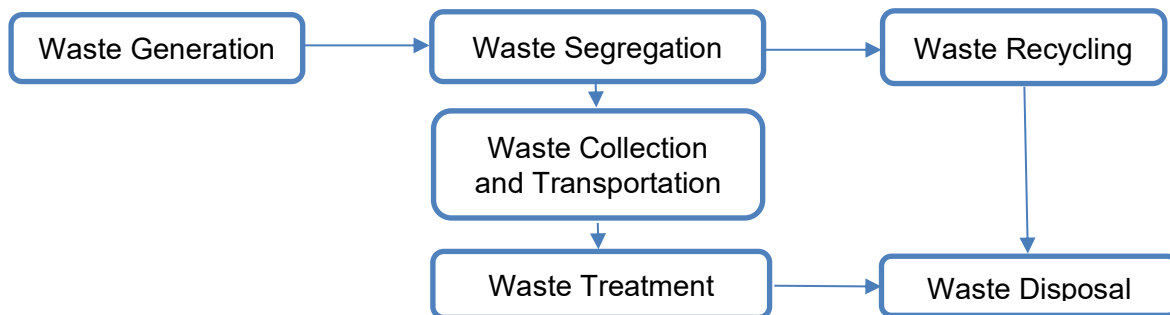 Waste Generation
Waste Segregation
Waste Recycling
Waste Collection
and Transportation
Waste Treatment
Waste Disposal